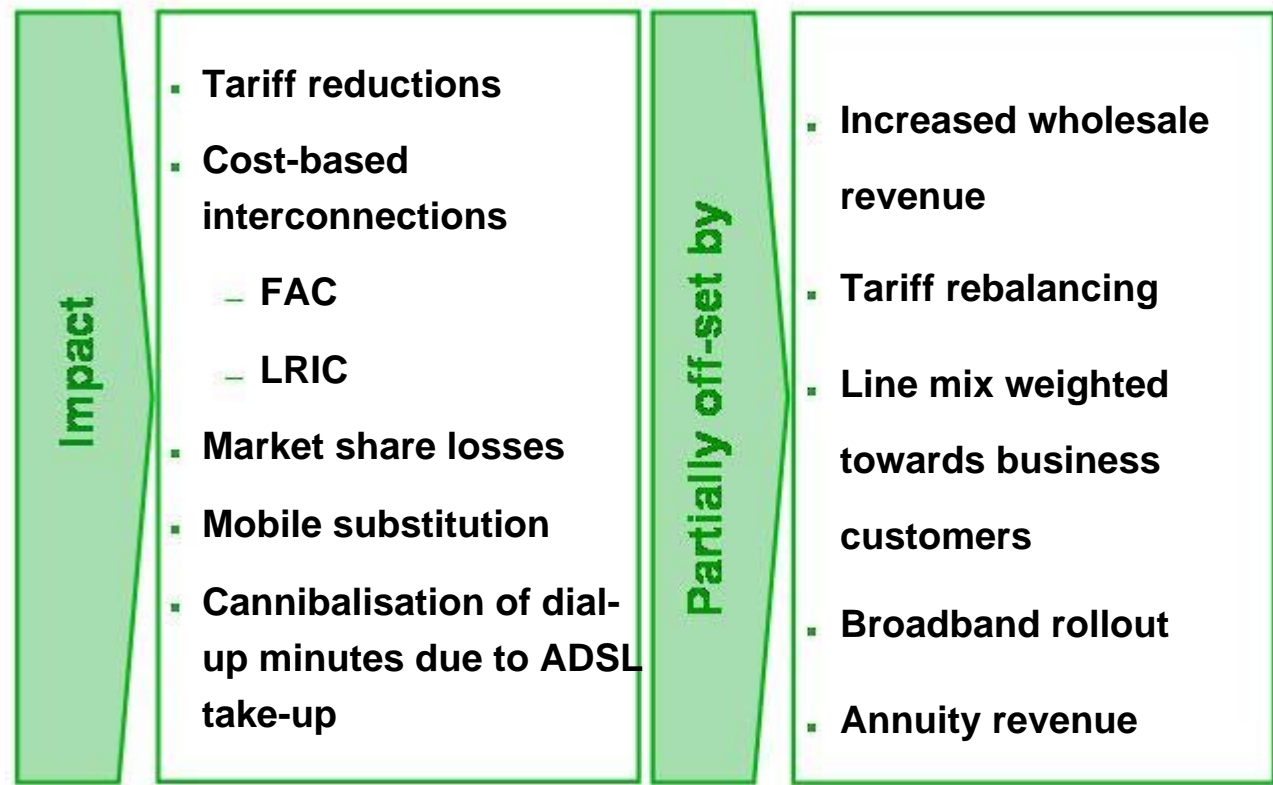 Impact
Tariff reductions
Cost-based
interconnections
– FAC
– LRIC
Market share losses
Mobile substitution
Cannibalisation of dial-
up minutes due to ADSL
take-up
Partially off-set by
Increased wholesale
revenue
Tariff rebalancing
Line mix weighted
towards business
customers
Broadband rollout
Annuity revenue